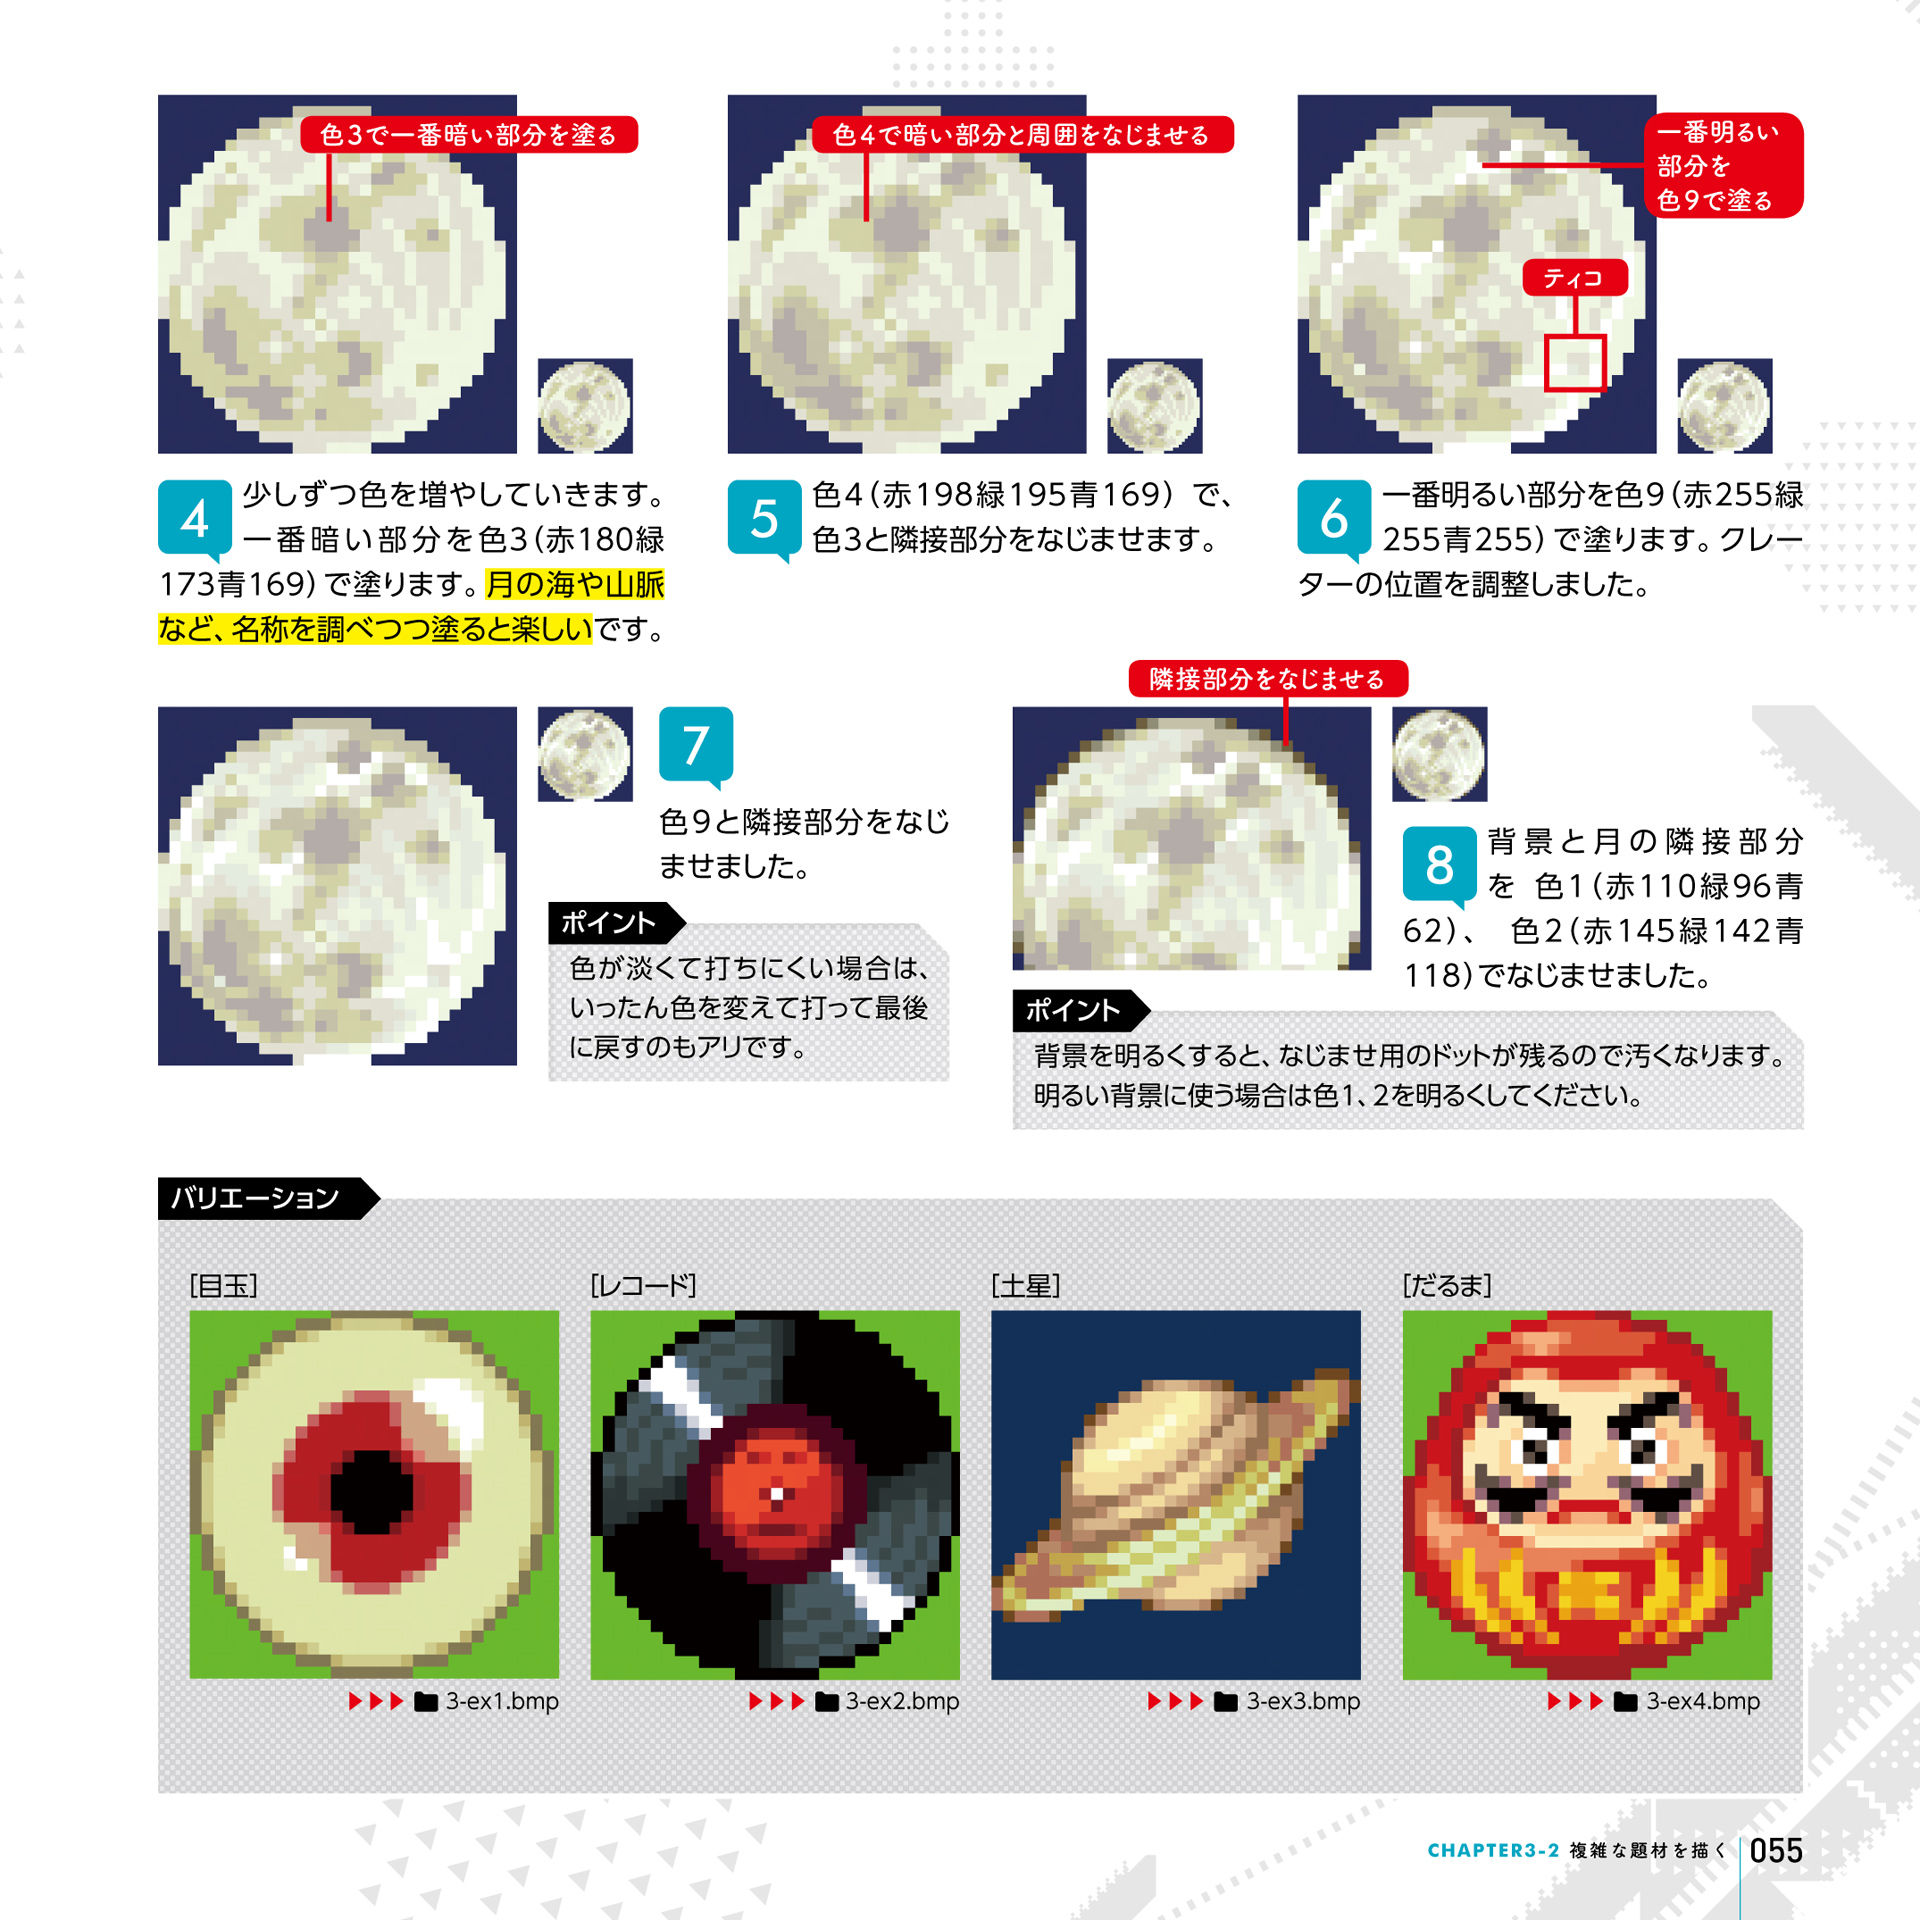 色3で一番暗い部分を塗る
色4で暗い部分と周囲をなじませる
一番明るい
部分を
色9で塗る
ティコ
4
少しずつ色を増やしていきます。
一番暗い部分を色3(赤180緑
173青169)で塗ります。月の海や山脈
など、名称を調べつつ塗ると楽しいです。
5
色4(赤198緑195青169)で、
色3と隣接部分をなじませます。
6
一番明るい部分を色9(赤255緑
255青255)で塗ります。クレー
ターの位置を調整しました。
7
色9と隣接部分をなじ
ませました。
ポイント
色が淡くて打ちにくい場合は、
いったん色を変えて打って最後
に戻すのもアリです。
隣接部分をなじませる
8
背景と月の隣接部分
を 色1(赤110緑96青
62)、 色2(赤145緑142青
118)でなじませました。
ポイント
背景を明るくすると、なじませ用のドットが残るので汚くなります。
明るい背景に使う場合は色1、2を明るくしてください。
バリエーション
[目玉]
[レコード]
[土星]
[だるま]
3-ex1.bmp
3-ex2.bmp
3-ex3.bmp
3-ex4.bmp
CHAPTER3-2 複雑な題材を描く 055